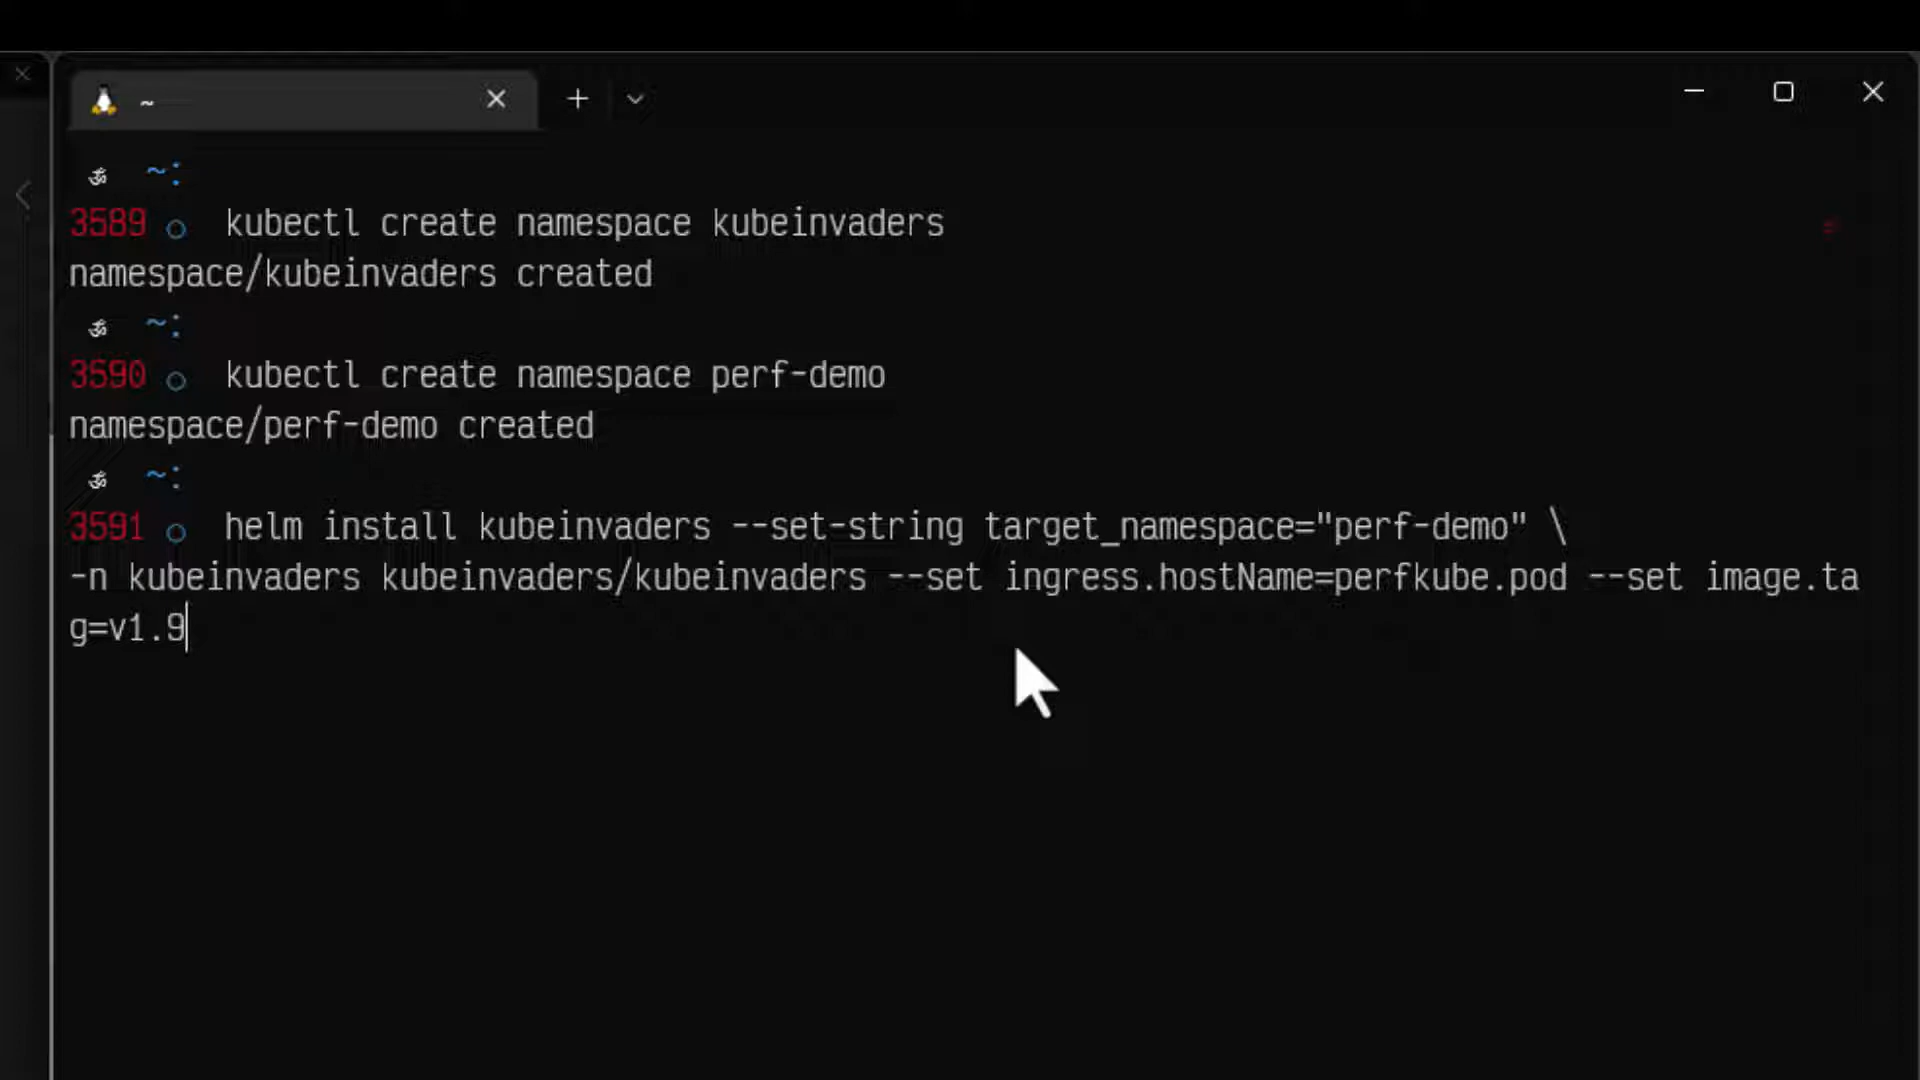 ~
ॐ ~:
3589 ○ kubectl create namespace kubeinvaders
namespace/kubeinvaders created
ॐ ~:
3590 ○ kubectl create namespace perf-demo
namespace/perf-demo created
ॐ ~:
3591 ○ helm install kubeinvaders --set-string target_namespace="perf-demo" \
-n kubeinvaders kubeinvaders/kubeinvaders --set ingress.hostName=perfkube.pod --set image.ta
g=v1.9